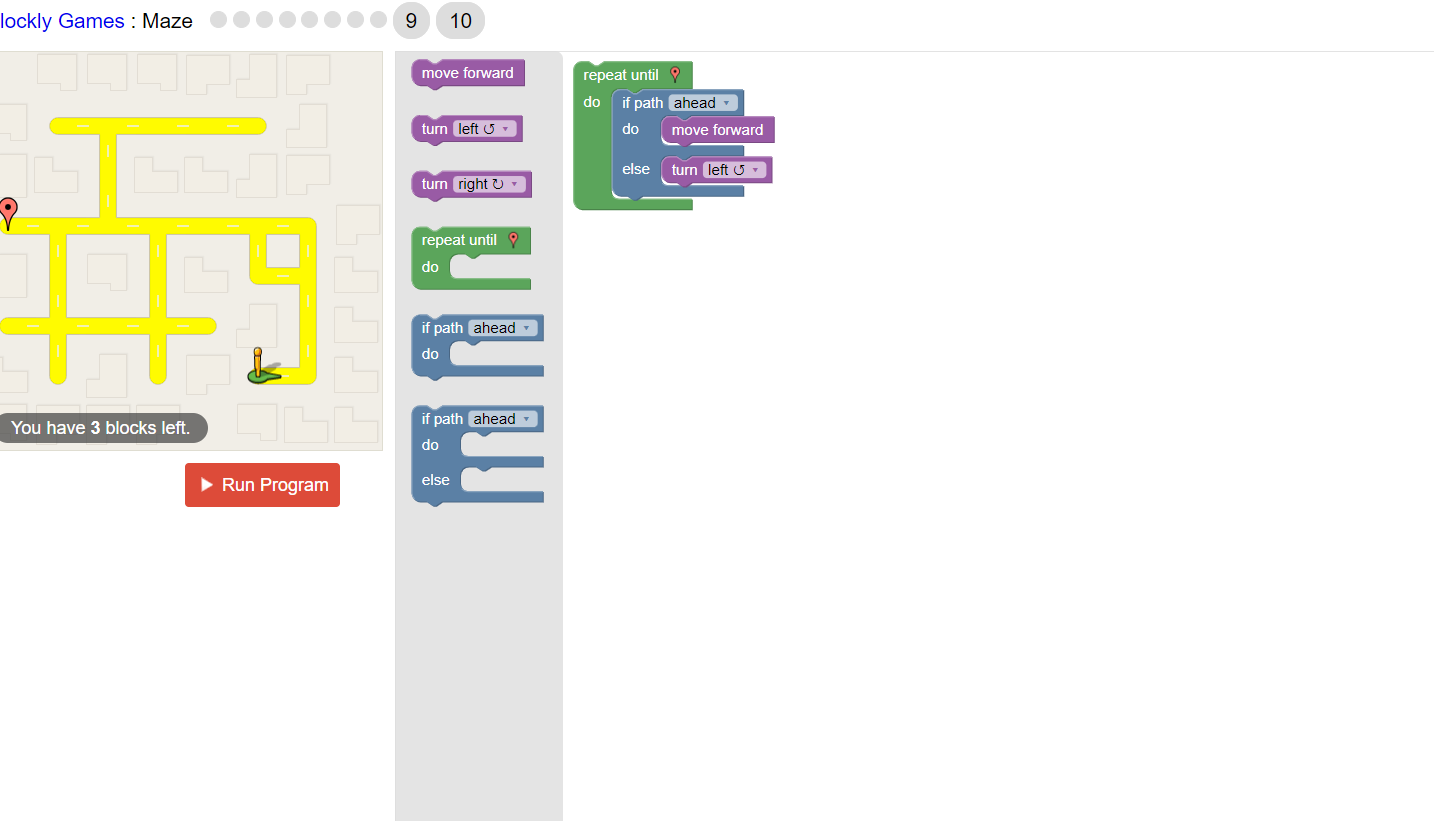 lockly Games : Maze 9 10
You have 3 blocks left.
Run Program
move forward
turn left ↺
turn right ↻
repeat until
do
if path ahead
do
if path ahead
do
else
repeat until
do if path ahead
do move forward
else turn left ↺